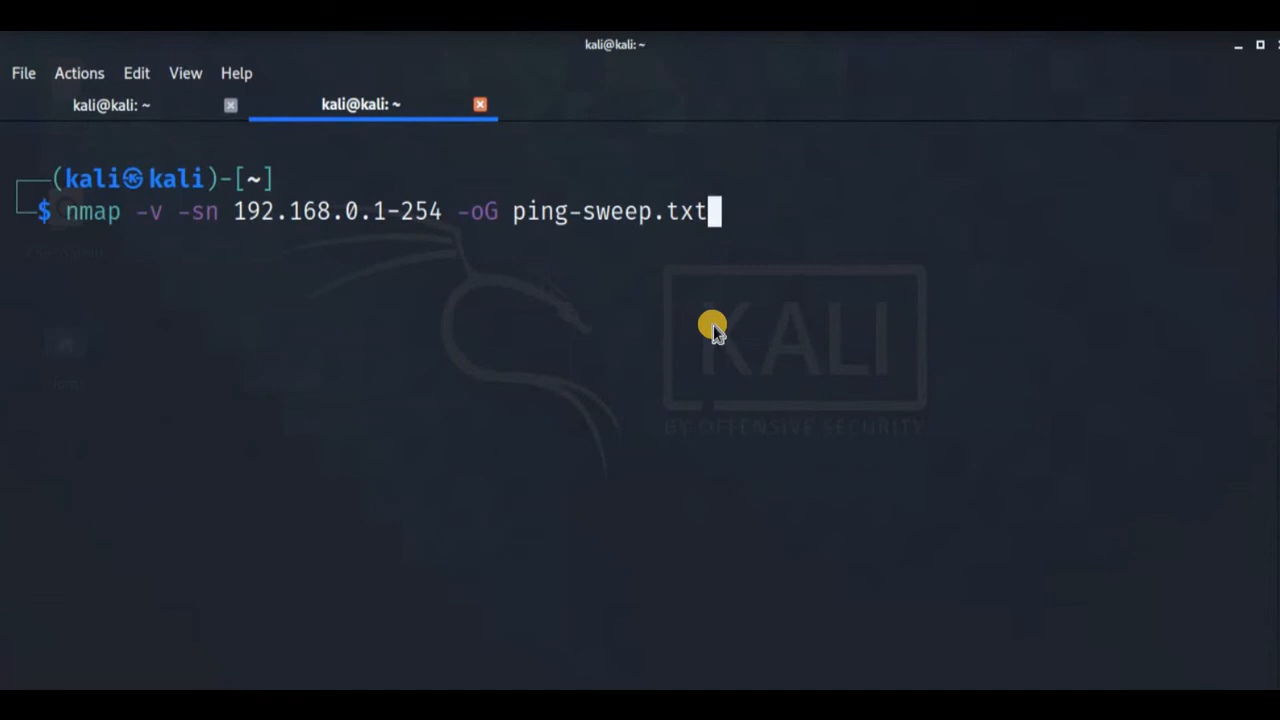 kali@kali: ~
File Actions Edit View Help
kali@kali: ~ kali@kali: ~
(kali㉿kali)-[~]
$ nmap -v -sn 192.168.0.1-254 -oG ping-sweep.txt
KALI
BY OFFENSIVE SECURITY